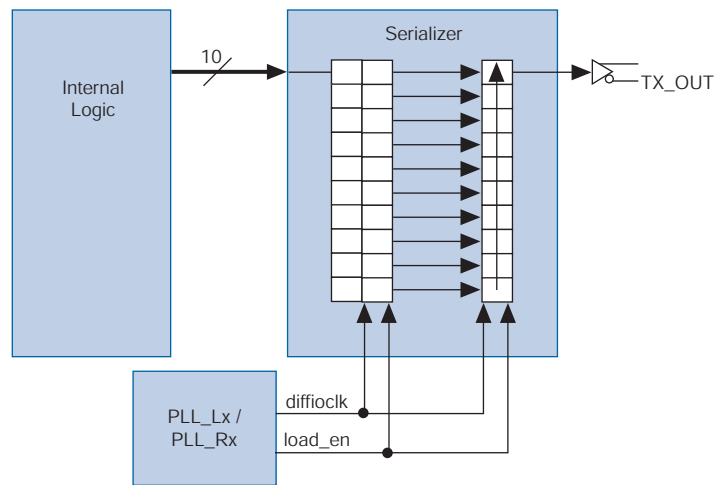 Internal
Logic
10
Serializer
TX_OUT
PLL_Lx /
PLL_Rx
diffioclk
load_en